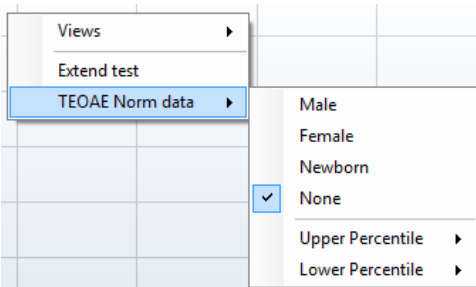 Views
Extend test
TEOAE Norm data
Male
Female
Newborn
None
Upper Percentile
Lower Percentile